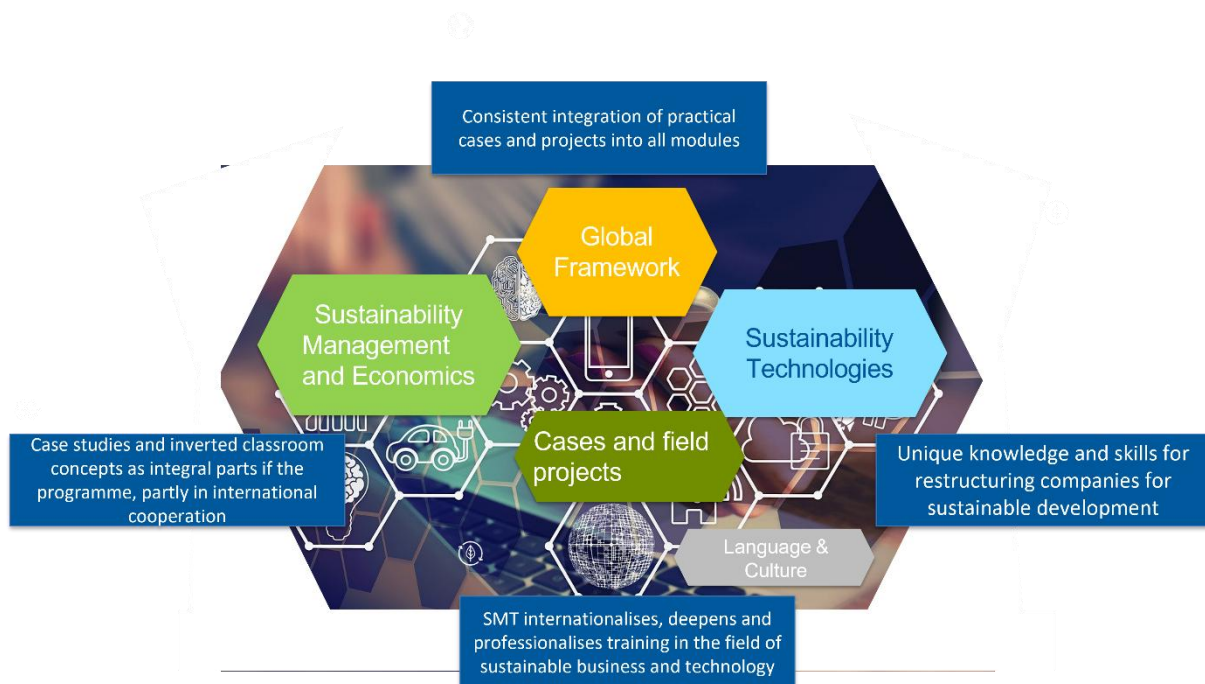 Consistent integration of practical
cases and projects into all modules
Global
Framework
Sustainability
Management
and Economics
Sustainability
Technologies
Cases and field
projects
Case studies and inverted classroom
concepts as integral parts if the
programme, partly in international
cooperation
Unique knowledge and skills for
restructuring companies for
sustainable development
Language &
Culture
SMT internationalises, deepens and
professionalises training in the field of
sustainable business and technology